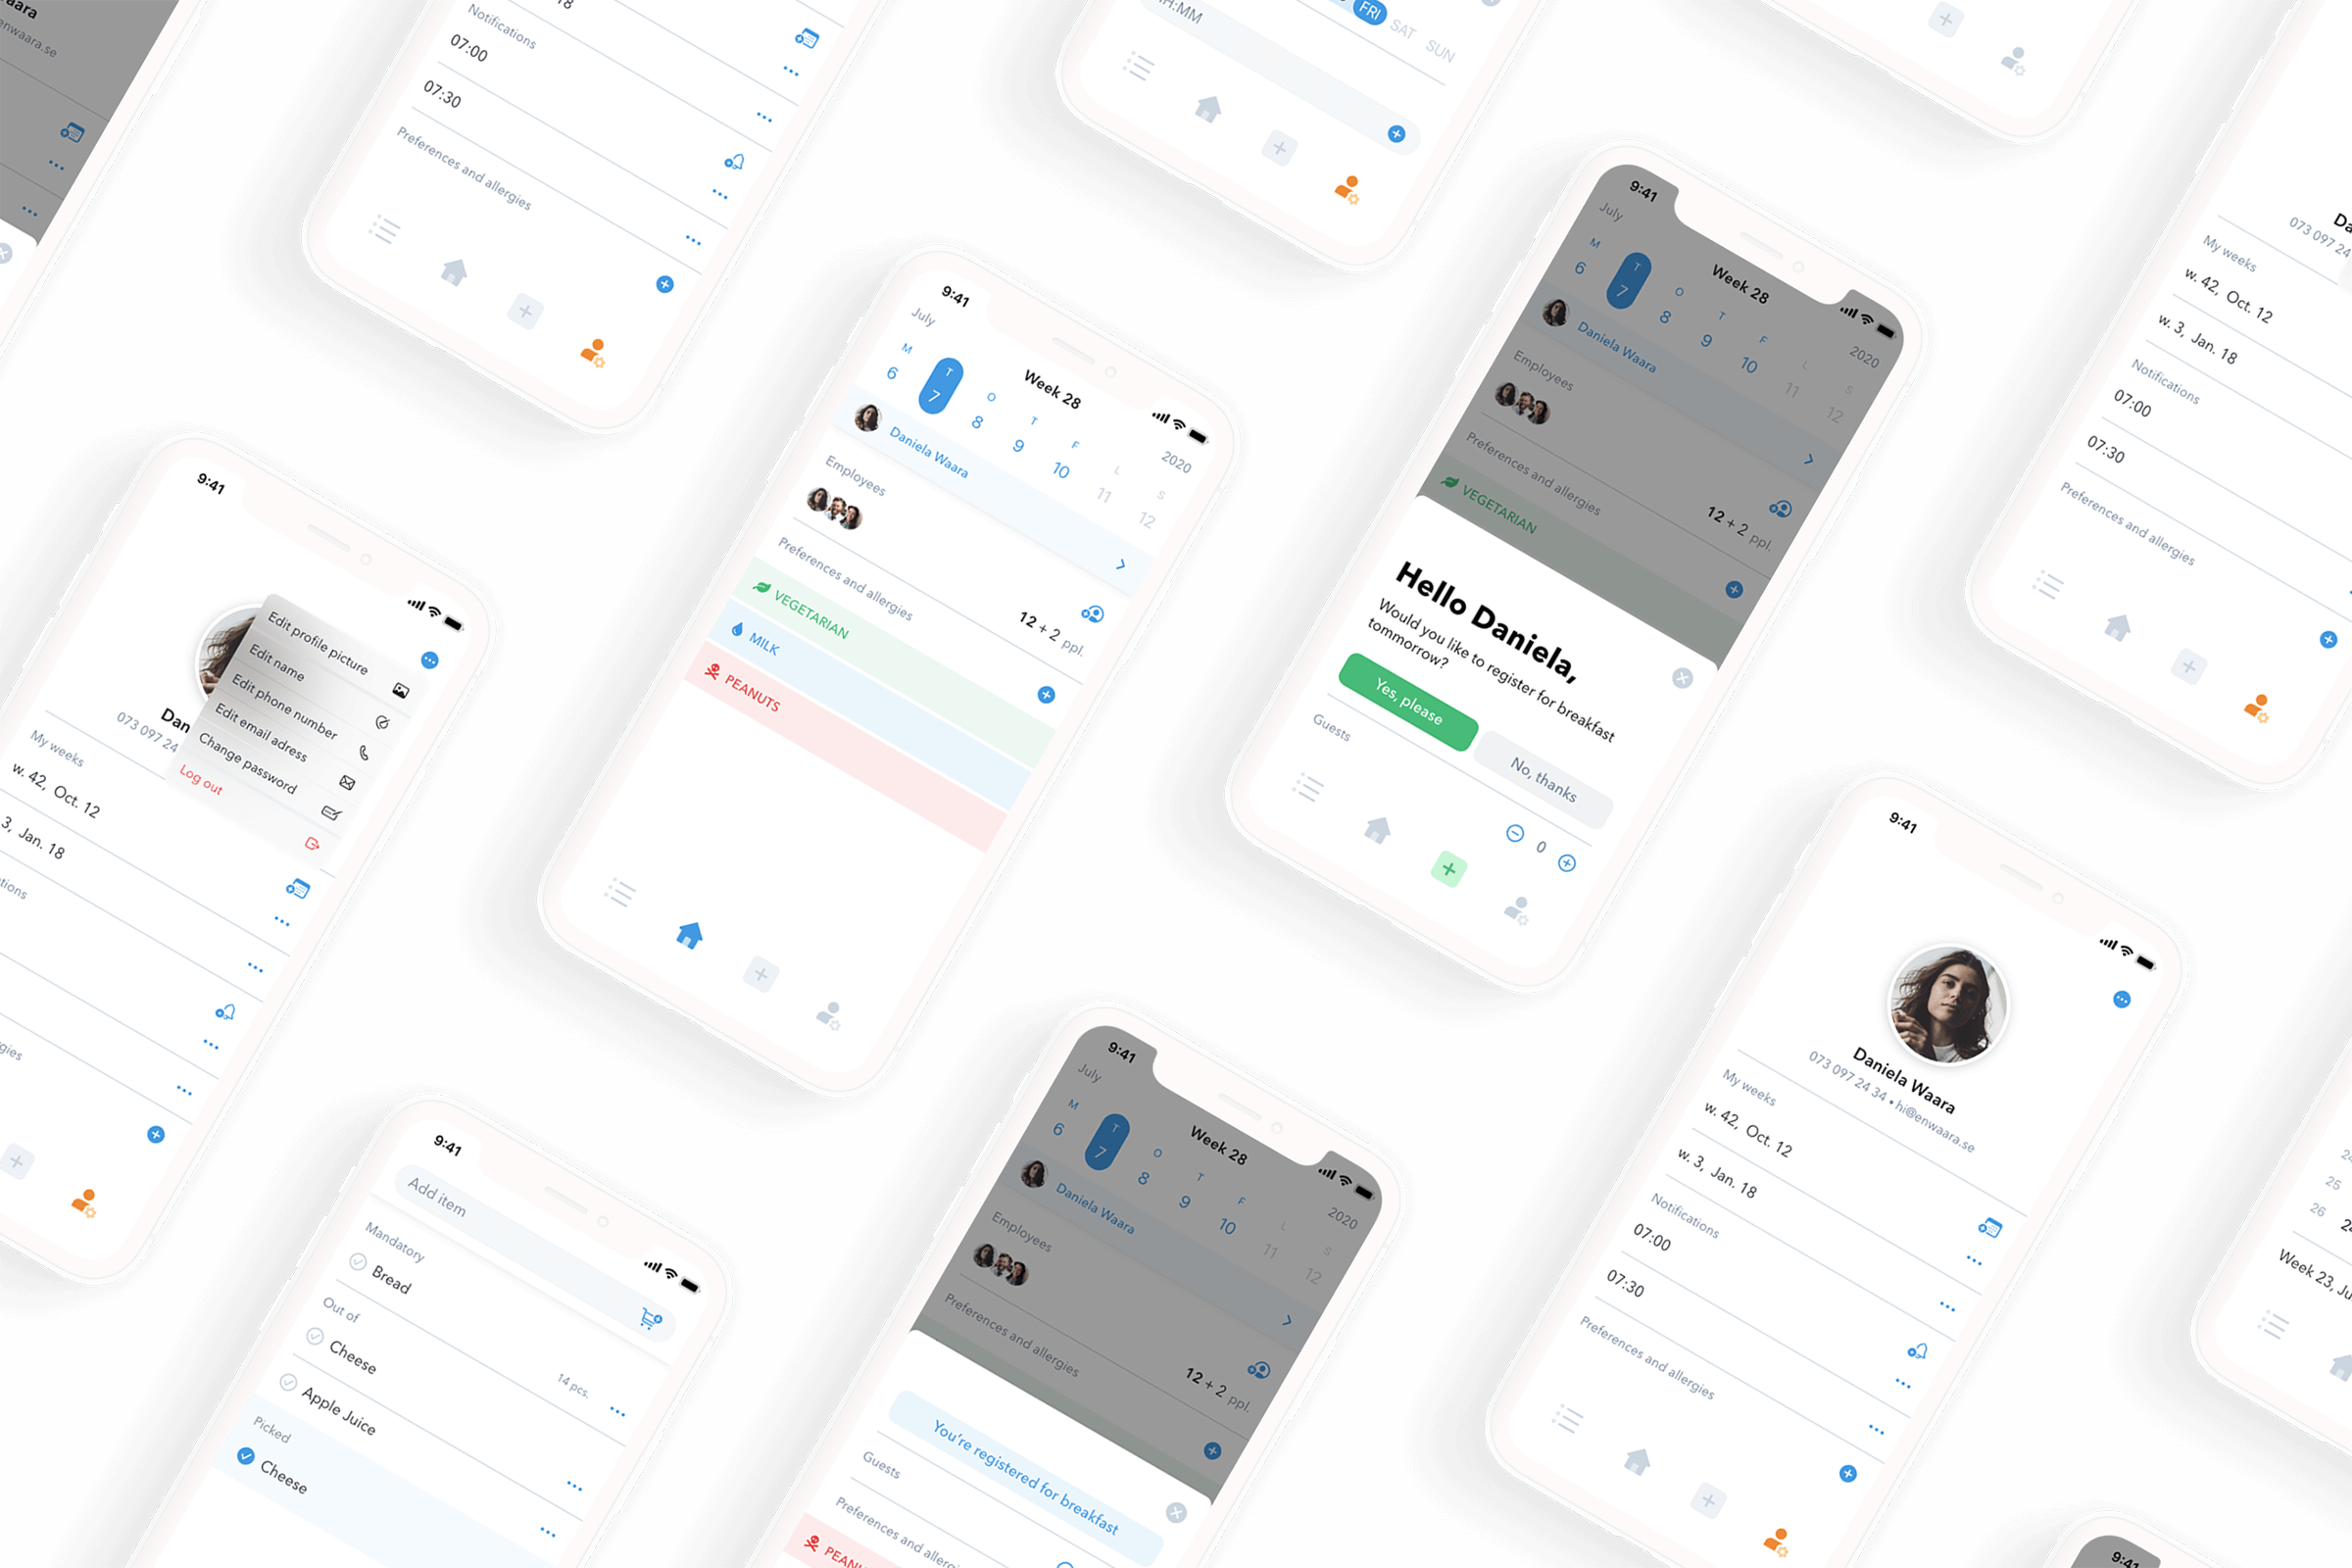 aara
enwaara.se
18
Notifications
07:00
07:30
Preferences and allergies
H:MM
FRI
SAT
SUN
9:41
July
Week 28
2020
M T O T F L S
6 7 8 9 10 11 12
Daniela Waara
Employees
12 + 2 ppl.
Preferences and allergies
VEGETARIAN
MILK
PEANUTS
9:41
July
Week 28
2020
M T O T F L S
6 7 8 9 10 11 12
Daniela Waara
Employees
12 + 2 ppl.
Preferences and allergies
VEGETARIAN
Hello Daniela,
Would you like to register for breakfast
tommorow?
Yes, please
No, thanks
Guests
0
Da
073 097 24
My weeks
w. 42, Oct. 12
w. 3, Jan. 18
Notifications
07:00
07:30
Preferences and allergies
9:41
Edit profile picture
Edit name
Edit phone number
Edit email adress
Change password
Log out
Dan
073 097 24
My weeks
w. 42, Oct. 12
3, Jan. 18
tions
rgies
9:41
Add item
Mandatory
Bread
14 pcs.
Out of
Cheese
Apple Juice
Picked
Cheese
9:41
July
Week 28
2020
M T O T F L S
6 7 8 9 10 11 12
Daniela Waara
Employees
12 + 2 ppl.
Preferences and allergies
You're registered for breakfast
Guests
Preferences and allergi
PEANU
9:41
Daniela Waara
073 097 24 34 • hi@enwaara.se
My weeks
w. 42, Oct. 12
w. 3, Jan. 18
Notifications
07:00
07:30
Preferences and allergies
24
25
26
Week 23, Ju
9:41